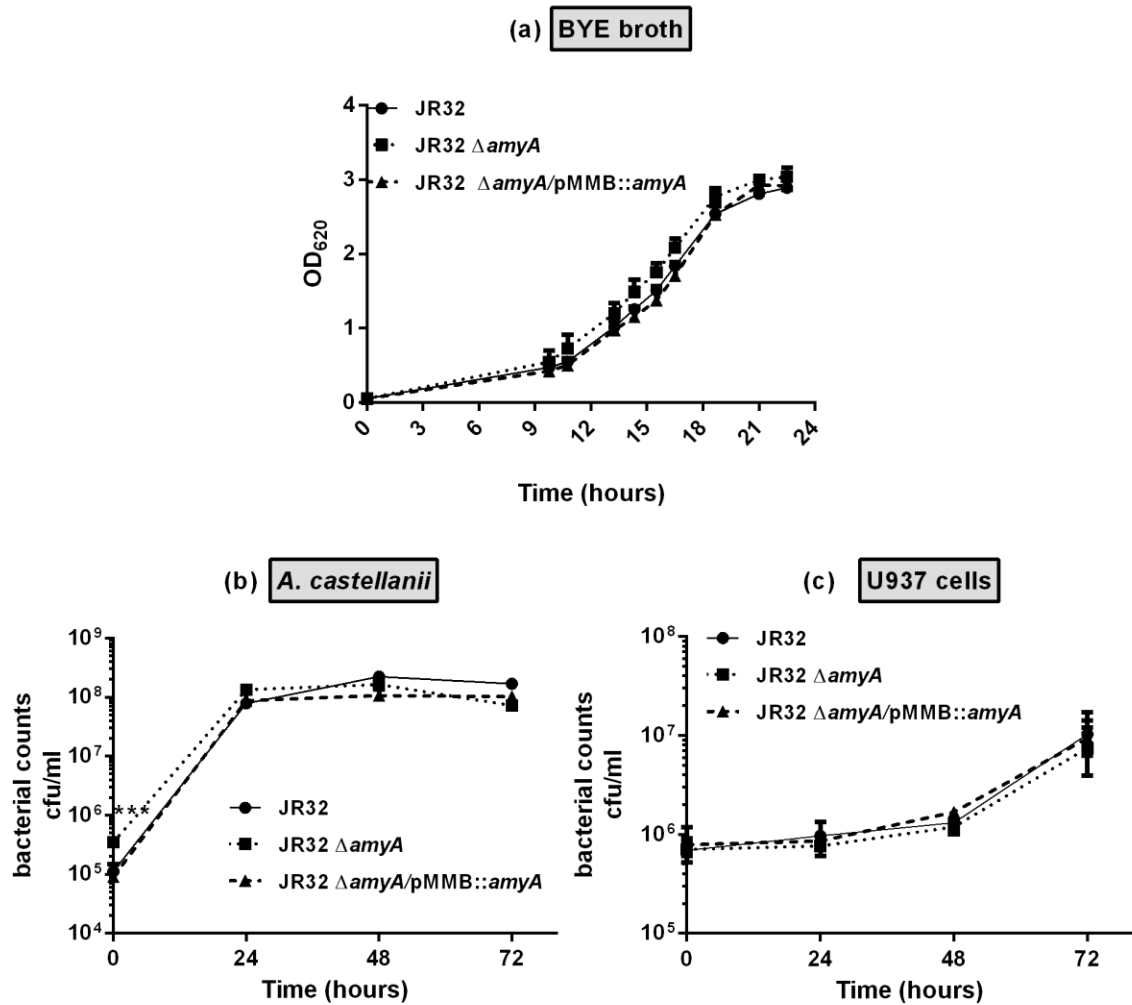 (a) BYE broth
JR32
JR32 ΔamyA
JR32 ΔamyA/pMMB::amyA
OD620
4
3
2
1
0
0 3 6 9 12 15 18 21 24
Time (hours)
(b) A. castellanii
bacterial counts
cfu/ml
10^9
10^8
10^7
10^6
10^5
10^4
***
JR32
JR32 ΔamyA
JR32 ΔamyA/pMMB::amyA
0 24 48 72
Time (hours)
(c) U937 cells
JR32
JR32 ΔamyA
JR32 ΔamyA/pMMB::amyA
bacterial counts
cfu/ml
10^8
10^7
10^6
10^5
0 24 48 72
Time (hours)